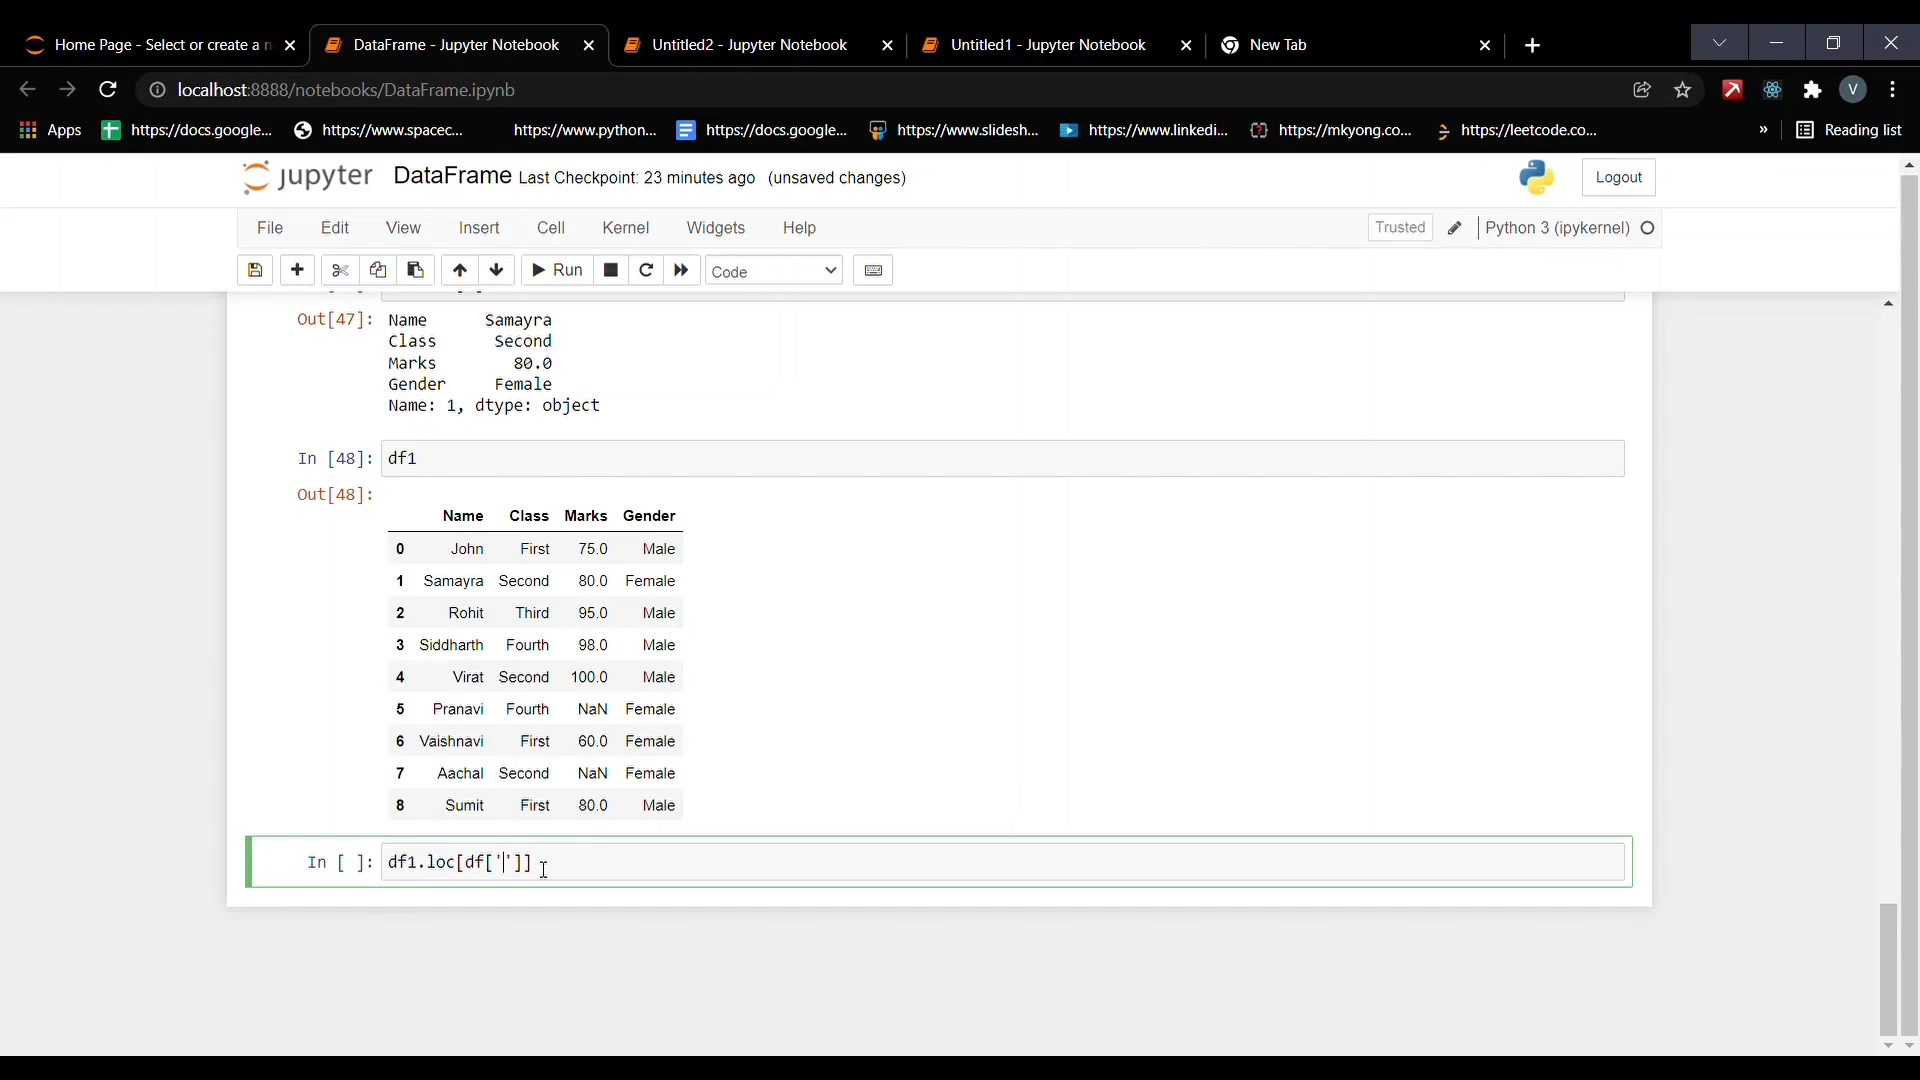 Home Page - Select or create a n
DataFrame - Jupyter Notebook
Untitled2 - Jupyter Notebook
Untitled1 - Jupyter Notebook
New Tab
localhost:8888/notebooks/DataFrame.ipynb
V
Apps
https://docs.google...
https://www.spacec...
https://www.python...
https://docs.google...
https://www.slidesh...
https://www.linkedi...
https://mkyong.co...
https://leetcode.co...
»
Reading list
jupyter DataFrame Last Checkpoint: 23 minutes ago (unsaved changes)
Logout
File Edit View Insert Cell Kernel Widgets Help
Trusted
Python 3 (ipykernel)
Run
Code
Out[47]: Name Samayra
Class Second
Marks 80.0
Gender Female
Name: 1, dtype: object
In [48]: df1
Out[48]:
Name Class Marks Gender
0 John First 75.0 Male
1 Samayra Second 80.0 Female
2 Rohit Third 95.0 Male
3 Siddharth Fourth 98.0 Male
4 Virat Second 100.0 Male
5 Pranavi Fourth NaN Female
6 Vaishnavi First 60.0 Female
7 Aachal Second NaN Female
8 Sumit First 80.0 Male
In [ ]: df1.loc[df['']]